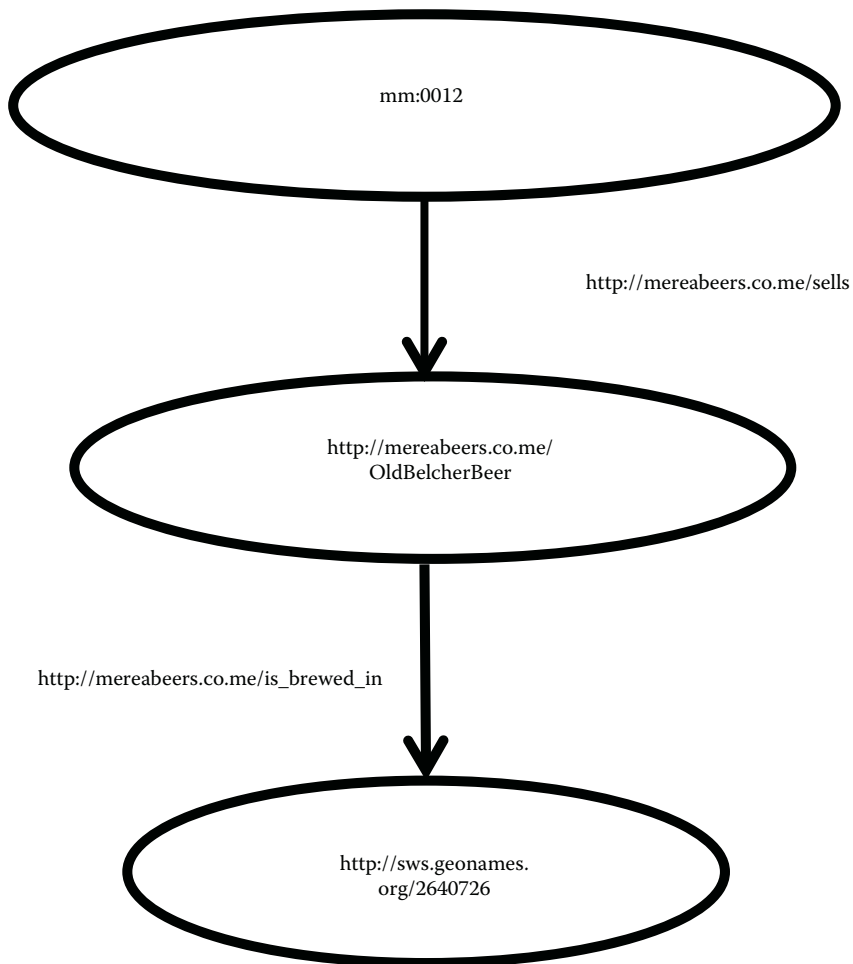 mm:0012
http://mereabeers.co.me/sells
http://mereabeers.co.me/
OldBelcherBeer
http://mereabeers.co.me/is_brewed_in
http://sws.geonames.
org/2640726